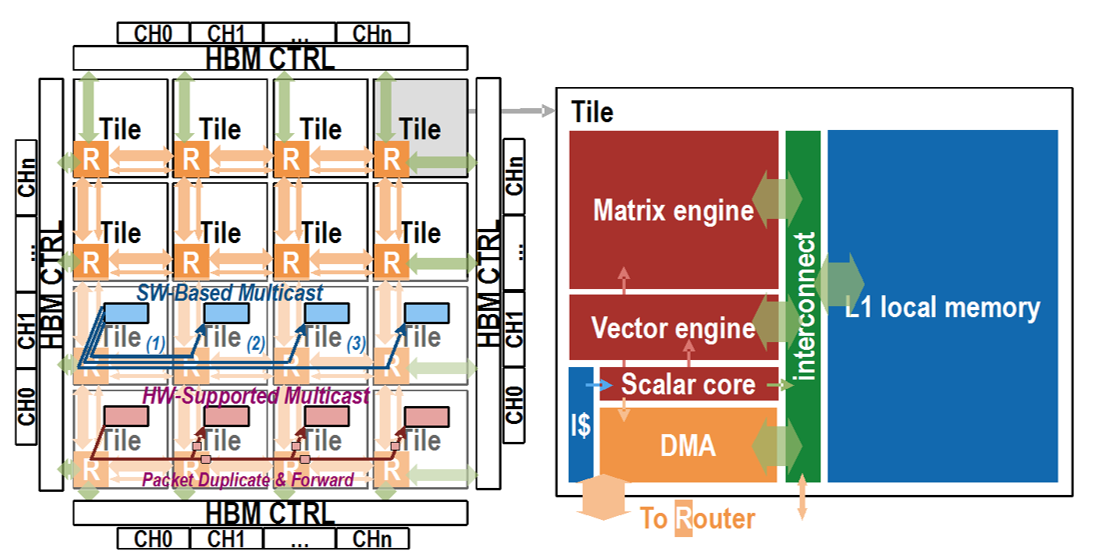 CH0 CH1 ... CHn
HBM CTRL
HBM CTRL
CHn
...
CH1
CH0
Tile Tile Tile Tile
R R R R
Tile Tile Tile Tile
R R R R
SW-Based Multicast
Tile Tile Tile Tile
(1) (2) (3)
R R R R
HW-Supported Multicast
Tile Tile Tile Tile
R R R R
Packet Duplicate & Forward
HBM CTRL
CHn
...
CH1
CH0
HBM CTRL
CH0 CH1 ... CHn
Tile
Matrix engine
Vector engine
Scalar core
I$
DMA
interconnect
L1 local memory
To Router